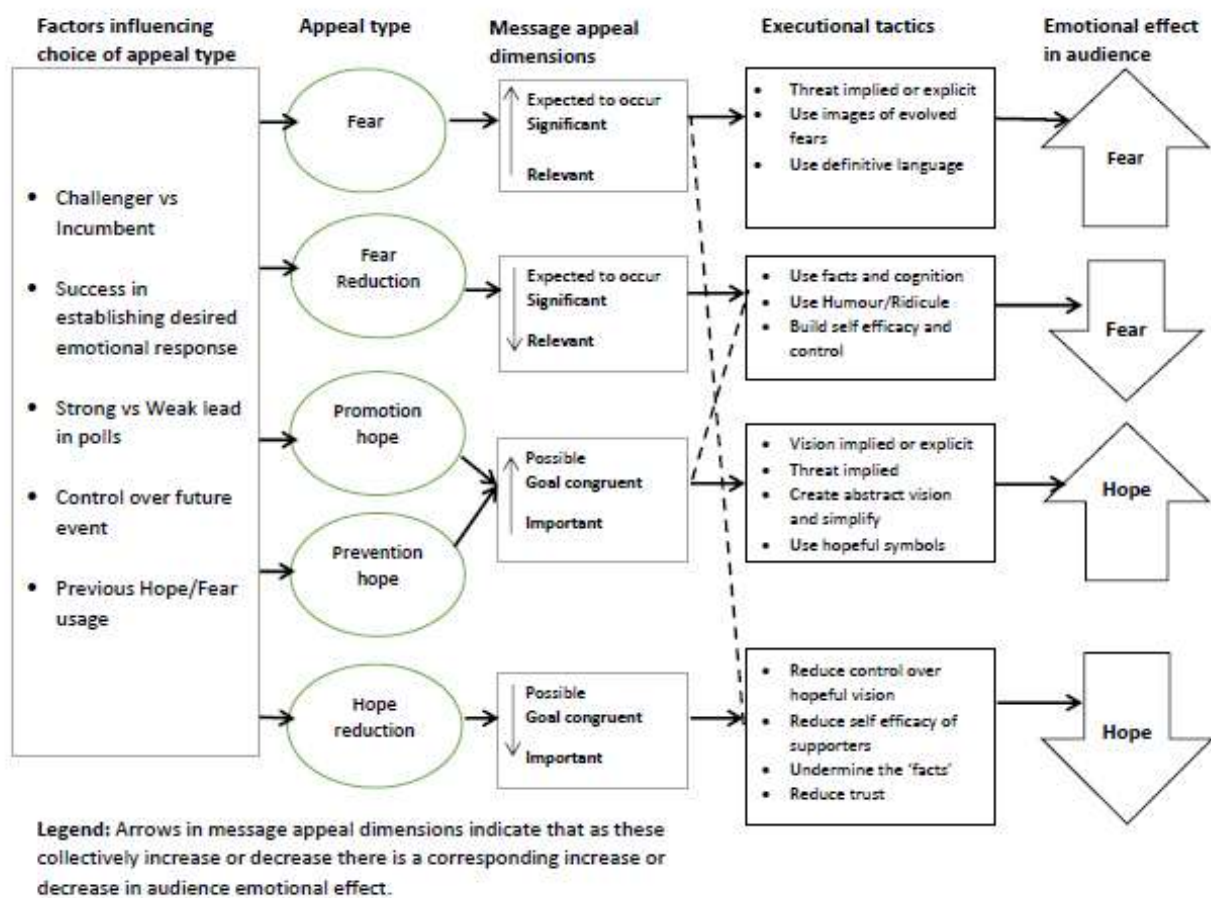 Factors influencing
choice of appeal type
Appeal type
Message appeal
dimensions
Executional tactics
Emotional effect
in audience
• Challenger vs
Incumbent
• Success in
establishing desired
emotional response
• Strong vs Weak lead
in polls
• Control over future
event
• Previous Hope/Fear
usage
Fear
Expected to occur
Significant
Relevant
• Threat implied or explicit
• Use images of evolved
fears
• Use definitive language
Fear
Fear
Reduction
Expected to occur
Significant
Relevant
• Use facts and cognition
• Use Humour/Ridicule
• Build self efficacy and
control
Fear
Promotion
hope
Prevention
hope
Possible
Goal congruent
Important
• Vision implied or explicit
• Threat implied
• Create abstract vision
and simplify
• Use hopeful symbols
Hope
Hope
reduction
Possible
Goal congruent
Important
• Reduce control over
hopeful vision
• Reduce self efficacy of
supporters
• Undermine the 'facts'
• Reduce trust
Hope
Legend: Arrows in message appeal dimensions indicate that as these
collectively increase or decrease there is a corresponding increase or
decrease in audience emotional effect.